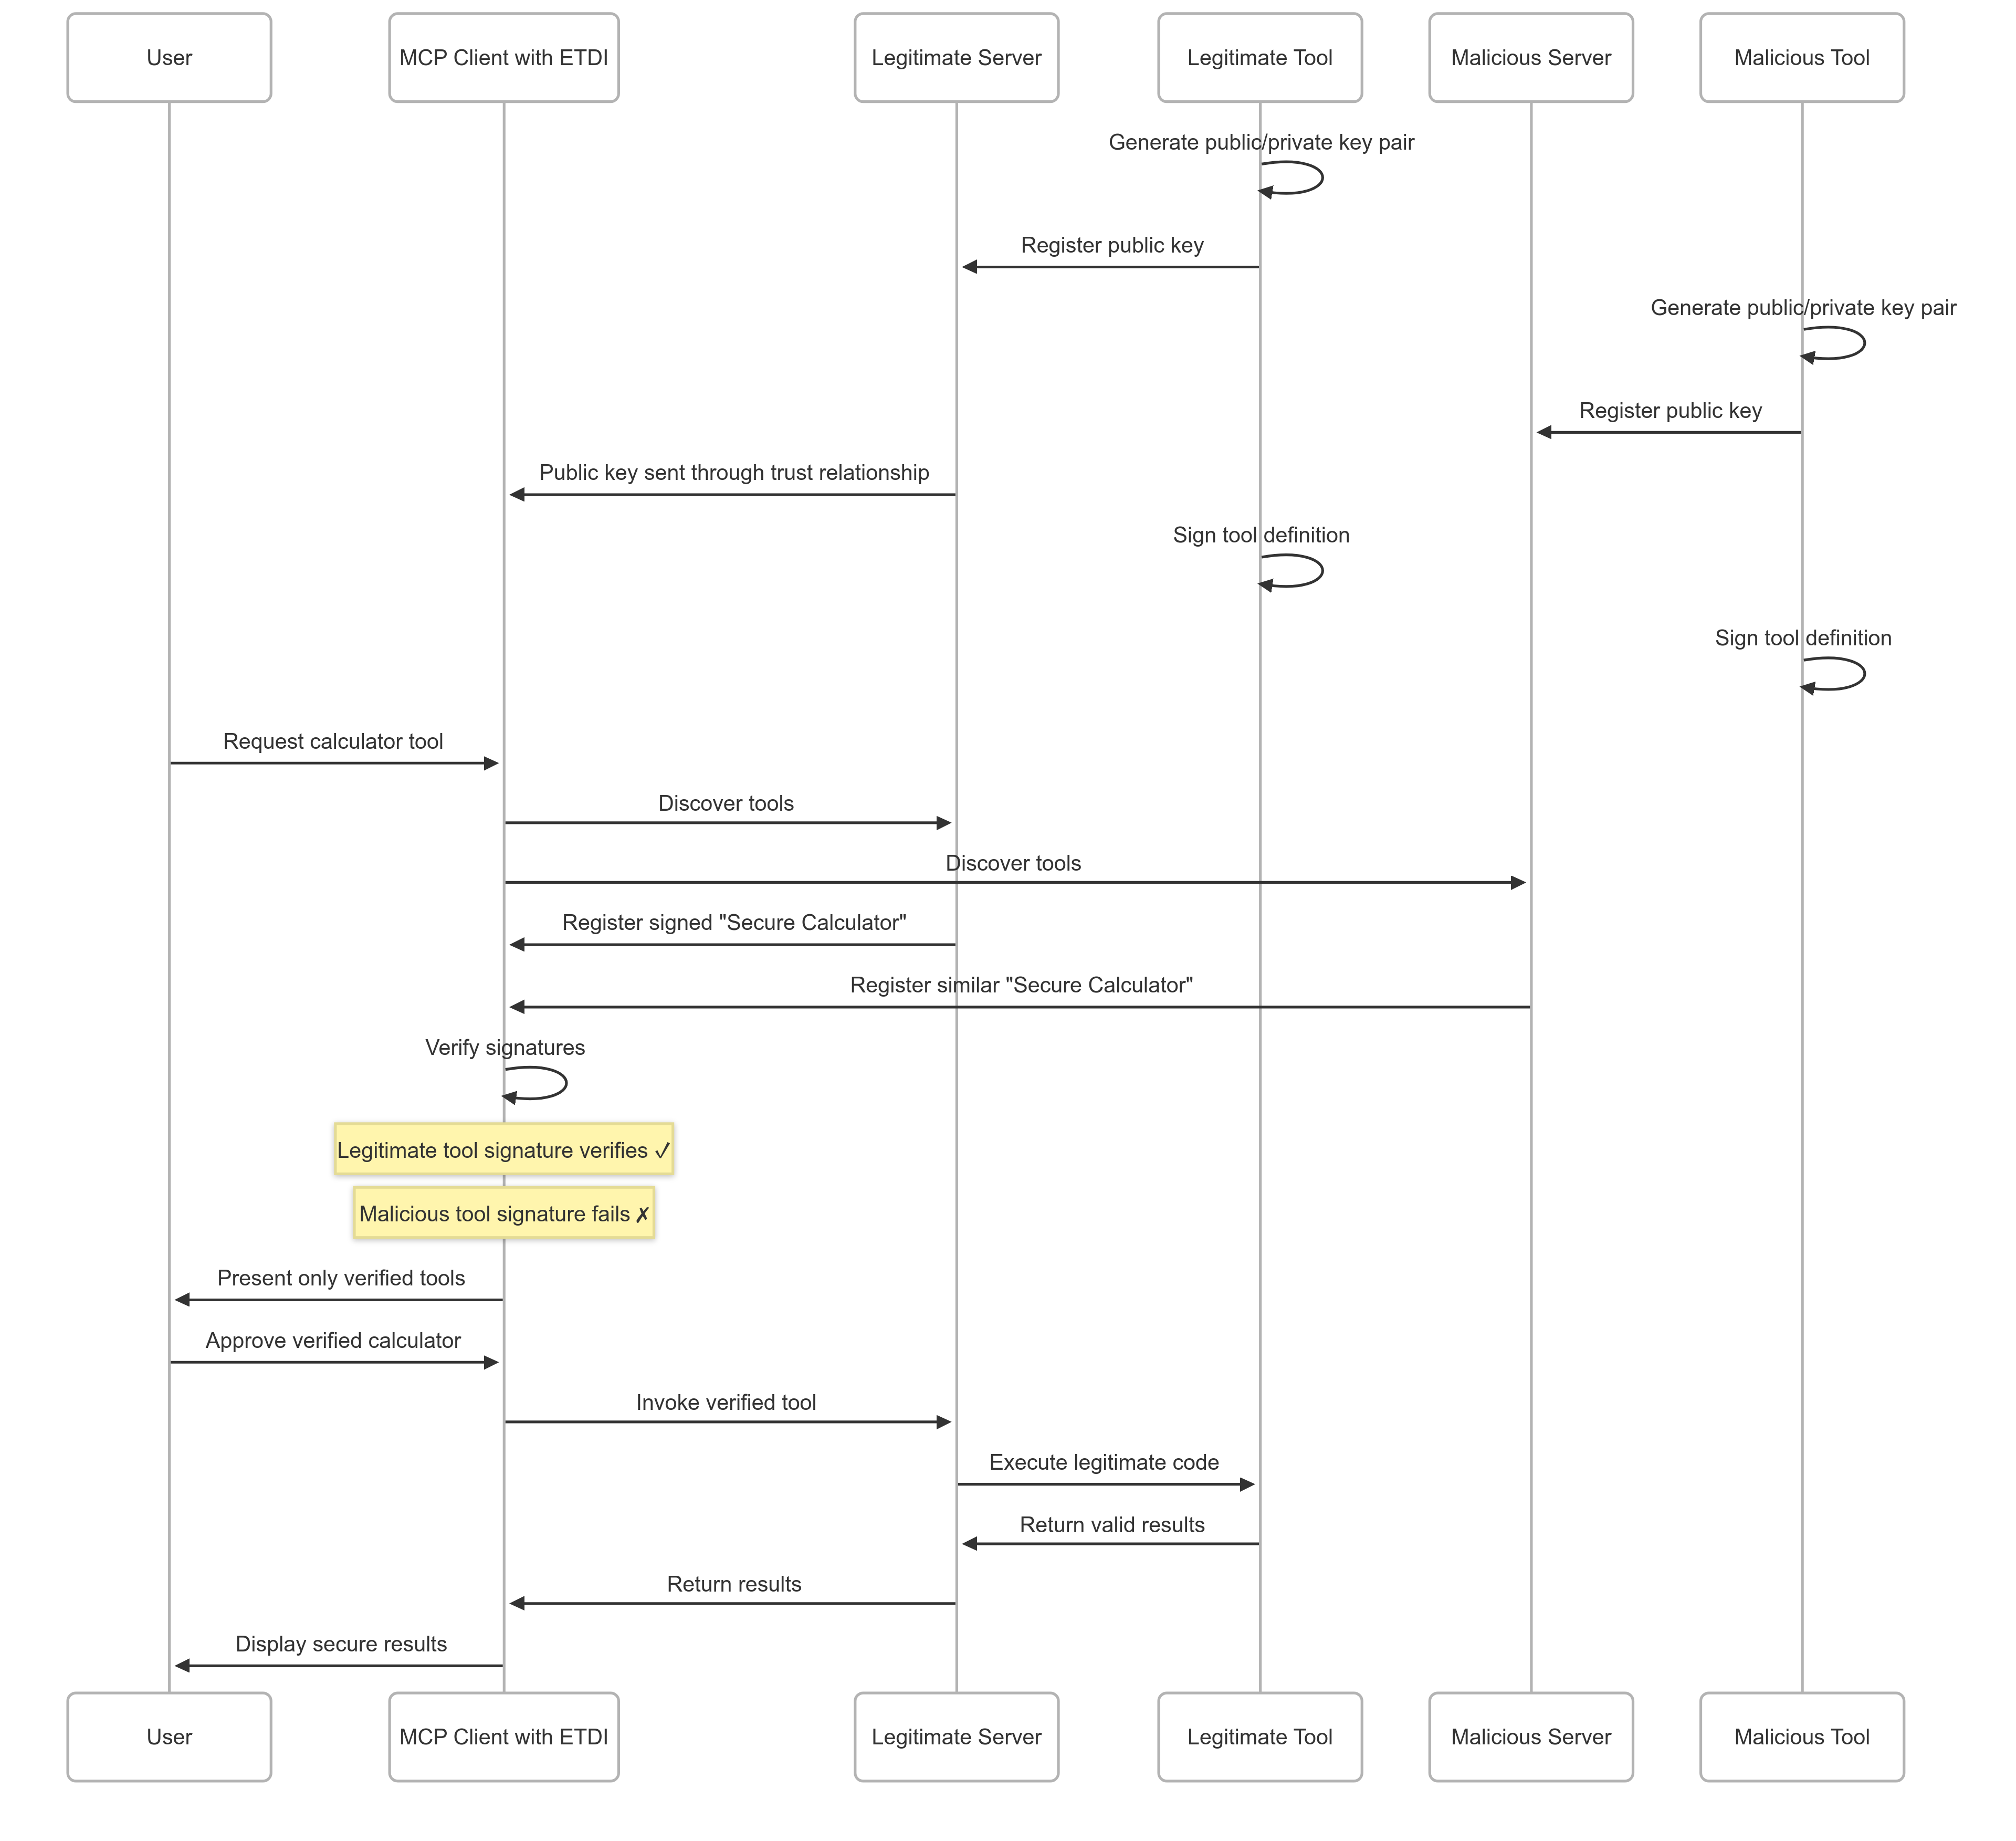 User
MCP Client with ETDI
Legitimate Server
Legitimate Tool
Malicious Server
Malicious Tool
Generate public/private key pair
Register public key
Generate public/private key pair
Register public key
Public key sent through trust relationship
Sign tool definition
Sign tool definition
Request calculator tool
Discover tools
Discover tools
Register signed "Secure Calculator"
Register similar "Secure Calculator"
Verify signatures
Legitimate tool signature verifies ✓
Malicious tool signature fails ✗
Present only verified tools
Approve verified calculator
Invoke verified tool
Execute legitimate code
Return valid results
Return results
Display secure results
User
MCP Client with ETDI
Legitimate Server
Legitimate Tool
Malicious Server
Malicious Tool